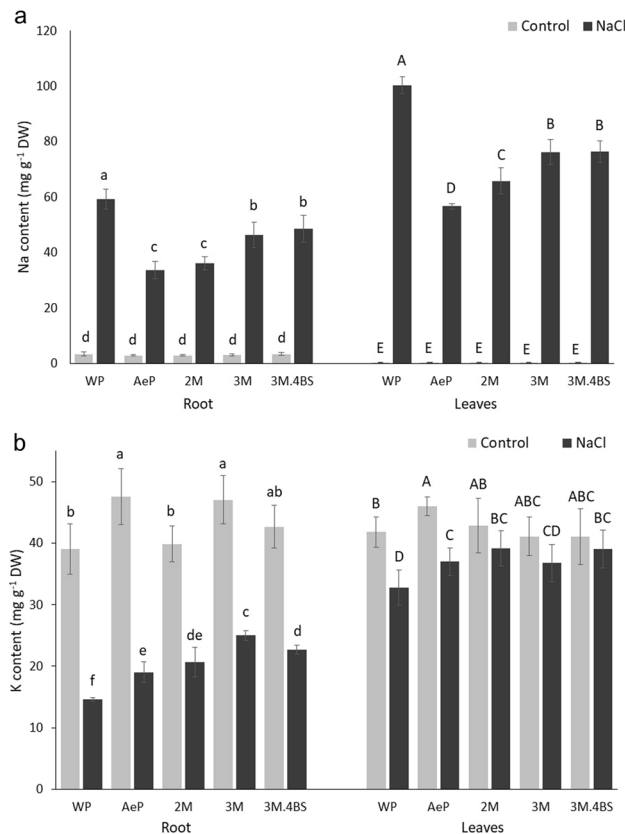 a
Control NaCl
120
100
80
60
40
20
0
Na content (mg g⁻¹ DW)
a
c
c
b
b
d
d
d
d
d
A
D
C
B
B
E
E
E
E
E
WP AeP 2M 3M 3M.4BS WP AeP 2M 3M 3M.4BS
Root Leaves
b
Control NaCl
50
40
30
20
10
0
K content (mg g⁻¹ DW)
b
a
b
a
ab
f
e
de
c
d
B
A
AB
ABC
ABC
D
C
BC
CD
BC
WP AeP 2M 3M 3M.4BS WP AeP 2M 3M 3M.4BS
Root Leaves